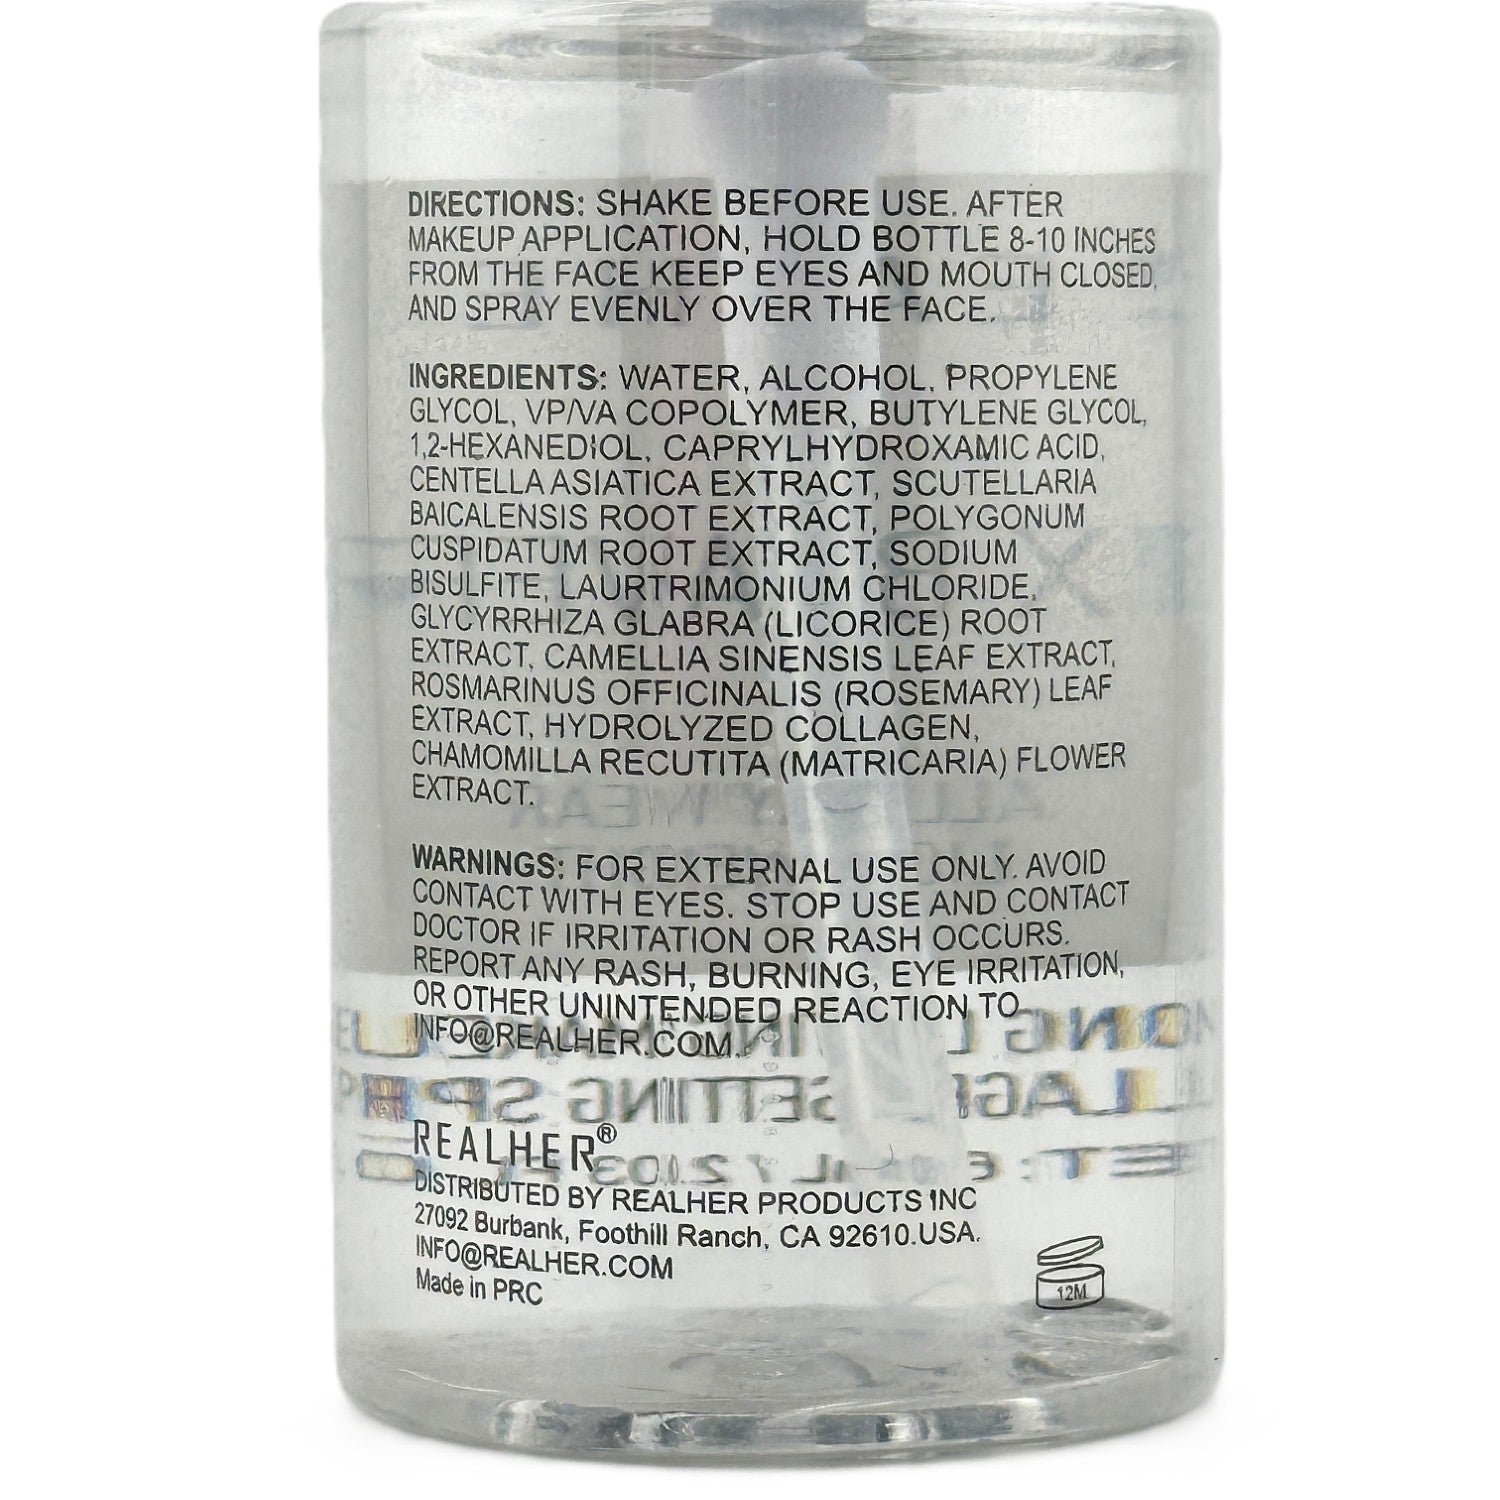 DIRECTIONS: SHAKE BEFORE USE. AFTER
MAKEUP APPLICATION, HOLD BOTTLE 8-10 INCHES
FROM THE FACE KEEP EYES AND MOUTH CLOSED,
AND SPRAY EVENLY OVER THE FACE.
INGREDIENTS: WATER, ALCOHOL, PROPYLENE
GLYCOL, VP/VA COPOLYMER, BUTYLENE GLYCOL,
1,2-HEXANEDIOL, CAPRYLHYDROXAMIC ACID,
CENTELLA ASIATICA EXTRACT, SCUTELLARIA
BAICALENSIS ROOT EXTRACT, POLYGONUM
CUSPIDATUM ROOT EXTRACT, SODIUM
BISULFITE, LAURTRIMONIUM CHLORIDE,
GLYCYRRHIZA GLABRA (LICORICE) ROOT
EXTRACT, CAMELLIA SINENSIS LEAF EXTRACT,
ROSMARINUS OFFICINALIS (ROSEMARY) LEAF
EXTRACT, HYDROLYZED COLLAGEN,
CHAMOMILLA RECUTITA (MATRICARIA) FLOWER
EXTRACT.
WARNINGS: FOR EXTERNAL USE ONLY. AVOID
CONTACT WITH EYES. STOP USE AND CONTACT
DOCTOR IF IRRITATION OR RASH OCCURS.
REPORT ANY RASH, BURNING, EYE IRRITATION,
OR OTHER UNINTENDED REACTION TO
INFO@REALHER.COM.
REALHER®
DISTRIBUTED BY REALHER PRODUCTS INC
27092 Burbank, Foothill Ranch, CA 92610.USA.
INFO@REALHER.COM
Made in PRC
12M